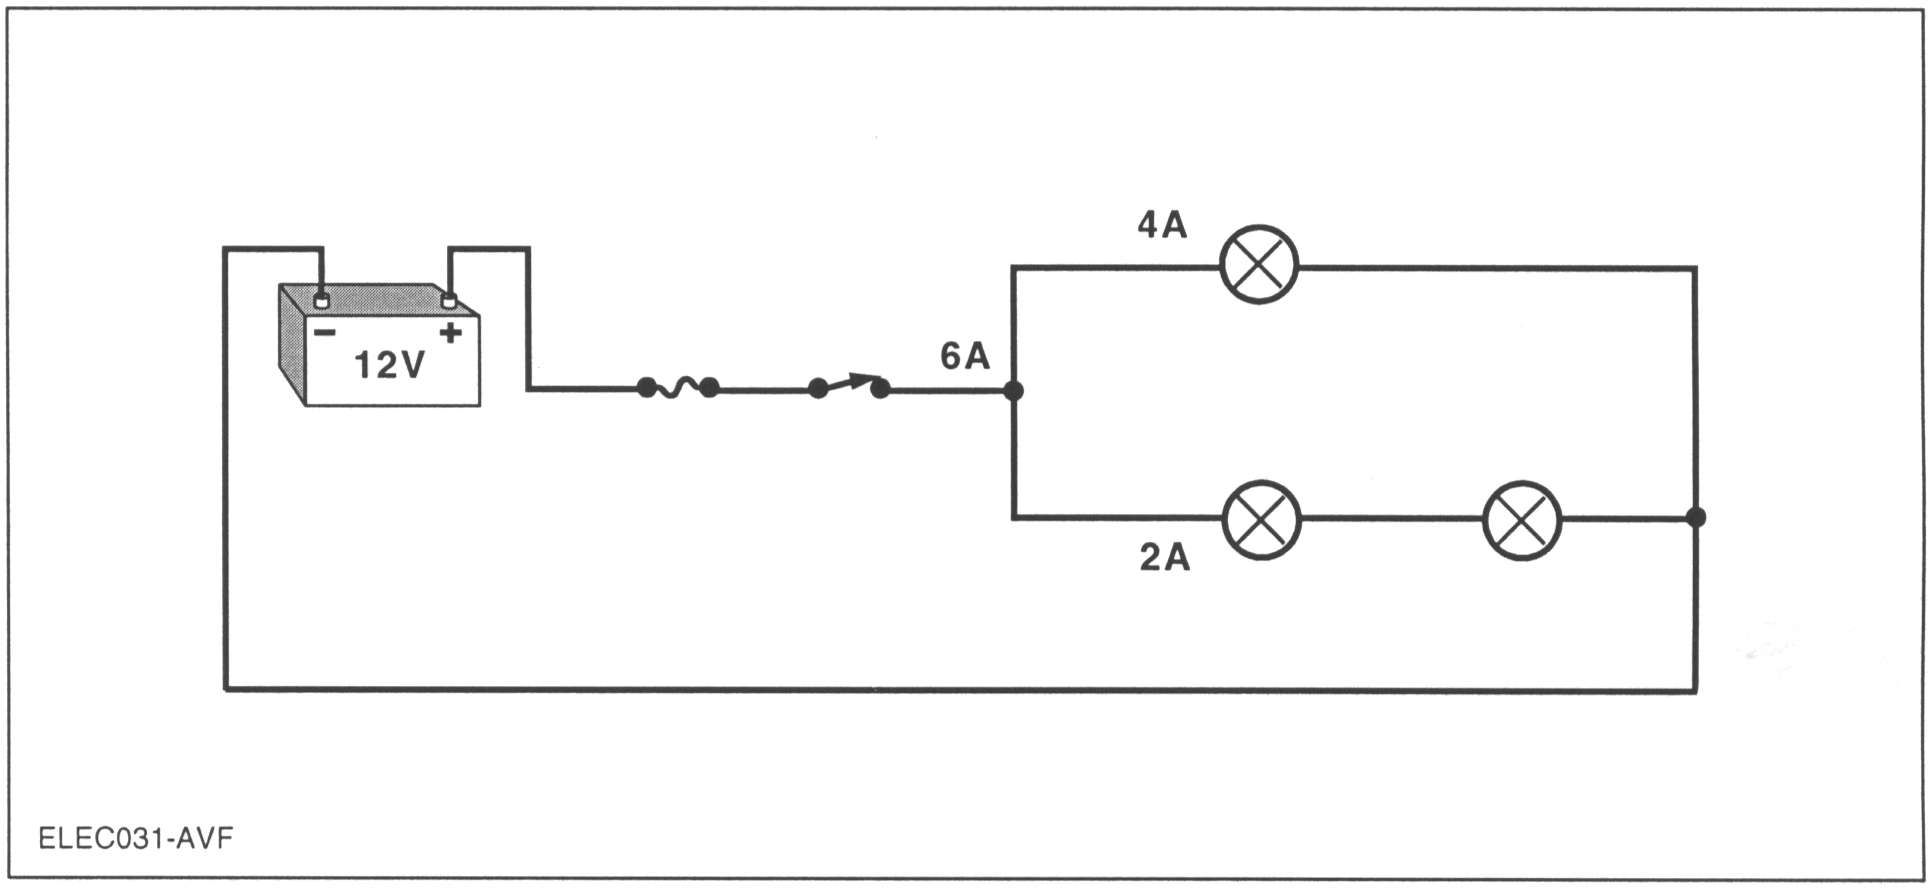 4A
− +
12V
6A
2A
ELEC031-AVF